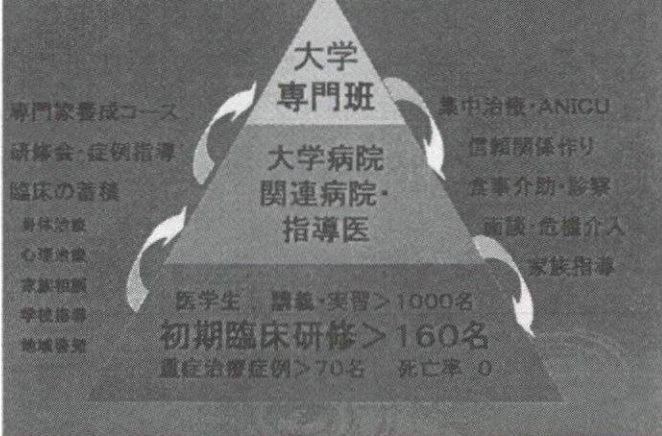 大学
専門班
大学病院
関連病院・
指導医
医学生 講義・実習>1000名
初期臨床研修>160名
重症治療症例>70名 死亡率 0
専門家養成コース
研修会・症例指導
臨床の蓄積
身体治療
心理治療
家族相談
学校指導
地域啓発
集中治療・ANICU
信頼関係作り
食事介助・診察
面談・危機介入
家族指導